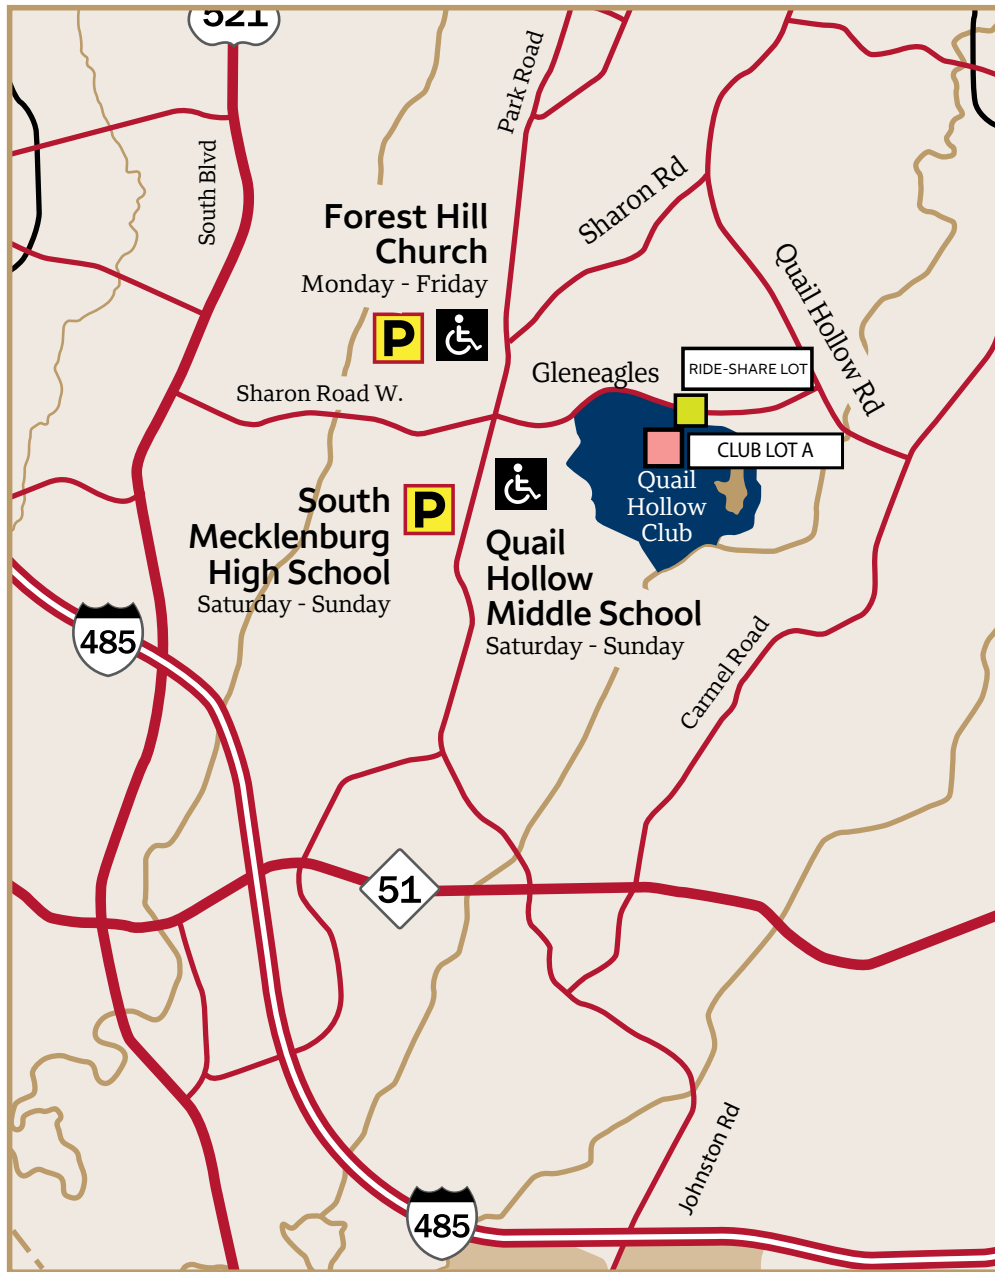 521
Park Road
South Blvd
Sharon Rd
Forest Hill
Church
Monday - Friday
P
Quail Hollow Rd
Gleneagles
RIDE-SHARE LOT
Sharon Road W.
CLUB LOT A
Quail
Hollow
Club
South
Mecklenburg
High School
Saturday - Sunday
P
Quail
Hollow
Middle School
Saturday - Sunday
485
Carmel Road
51
Johnston Rd
485